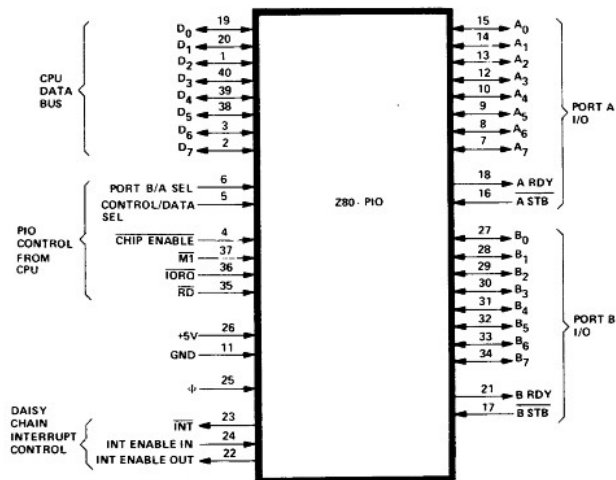 CPU
DATA
BUS
D0 19
D1 20
D2 1
D3 40
D4 39
D5 38
D6 3
D7 2
PIO
CONTROL
FROM
CPU
PORT B/A SEL 6
CONTROL/DATA 5
SEL
CHIP ENABLE 4
M1 37
IORQ 36
RD 35
+5V 26
GND 11
ϕ 25
DAISY
CHAIN
INTERRUPT
CONTROL
INT 23
INT ENABLE IN 24
INT ENABLE OUT 22
Z80-PIO
15 A0
14 A1
13 A2
12 A3
10 A4
9 A5
8 A6
7 A7
18 A RDY
16 A STB
PORT A
I/O
27 B0
28 B1
29 B2
30 B3
31 B4
32 B5
33 B6
34 B7
21 B RDY
17 B STB
PORT B
I/O